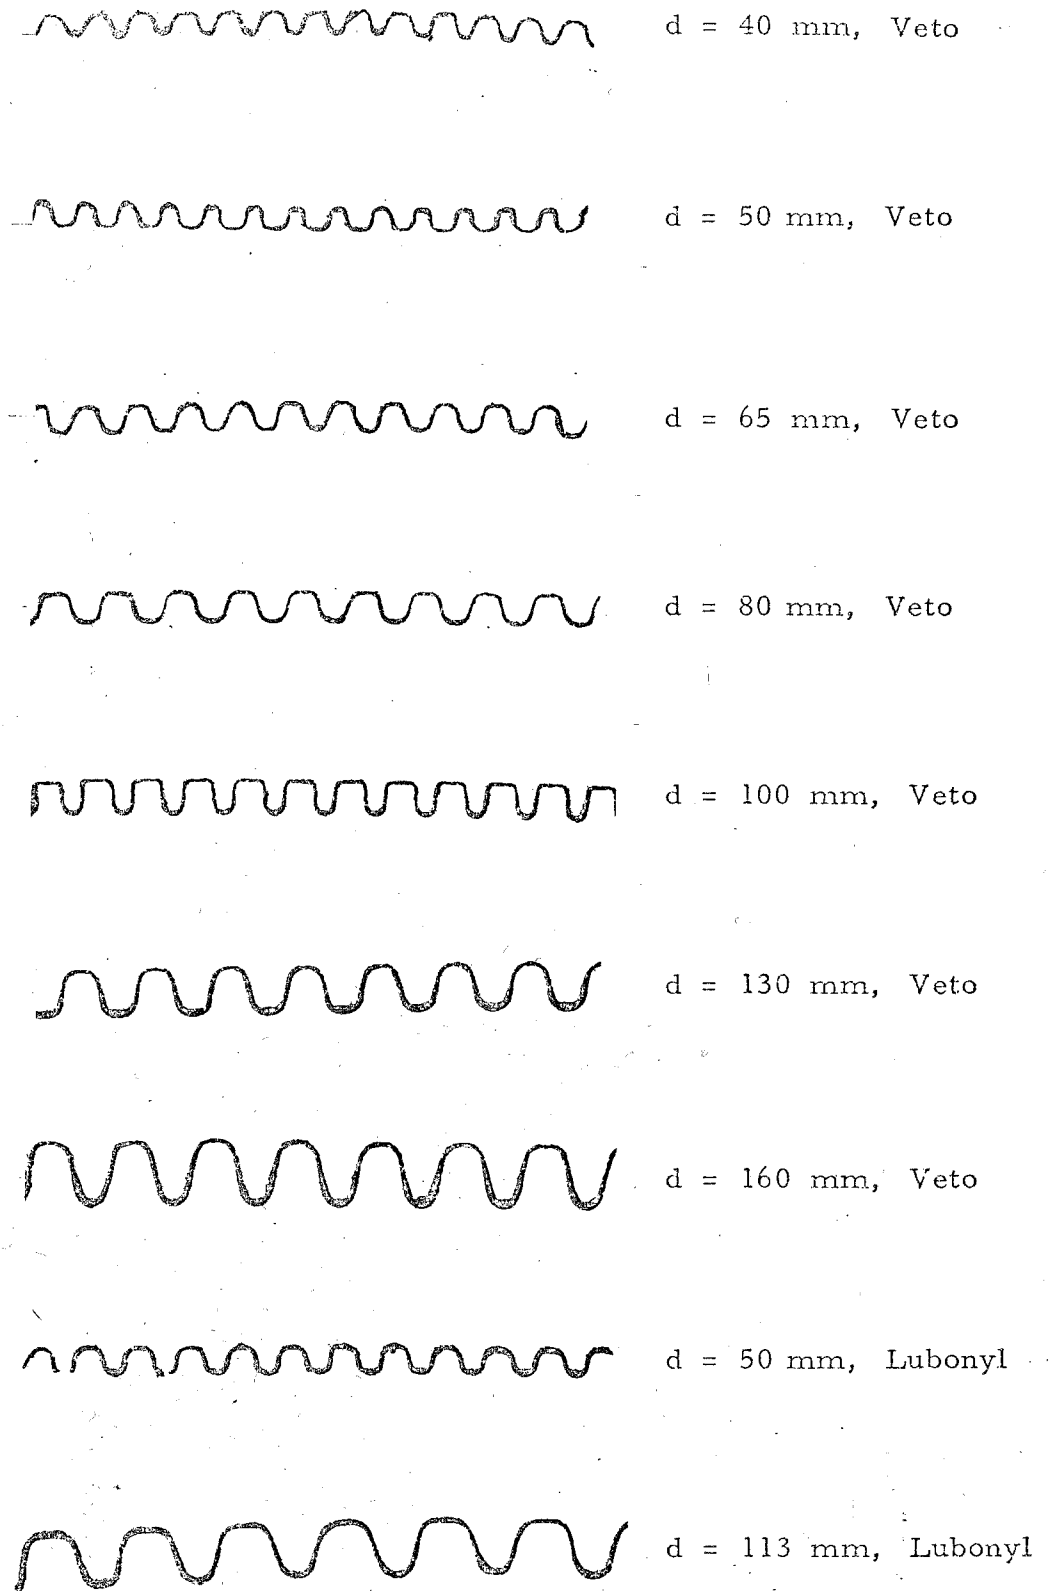 d = 40 mm, Veto
d = 50 mm, Veto
d = 65 mm, Veto
d = 80 mm, Veto
d = 100 mm, Veto
d = 130 mm, Veto
d = 160 mm, Veto
d = 50 mm, Lubonyl
d = 113 mm, Lubonyl